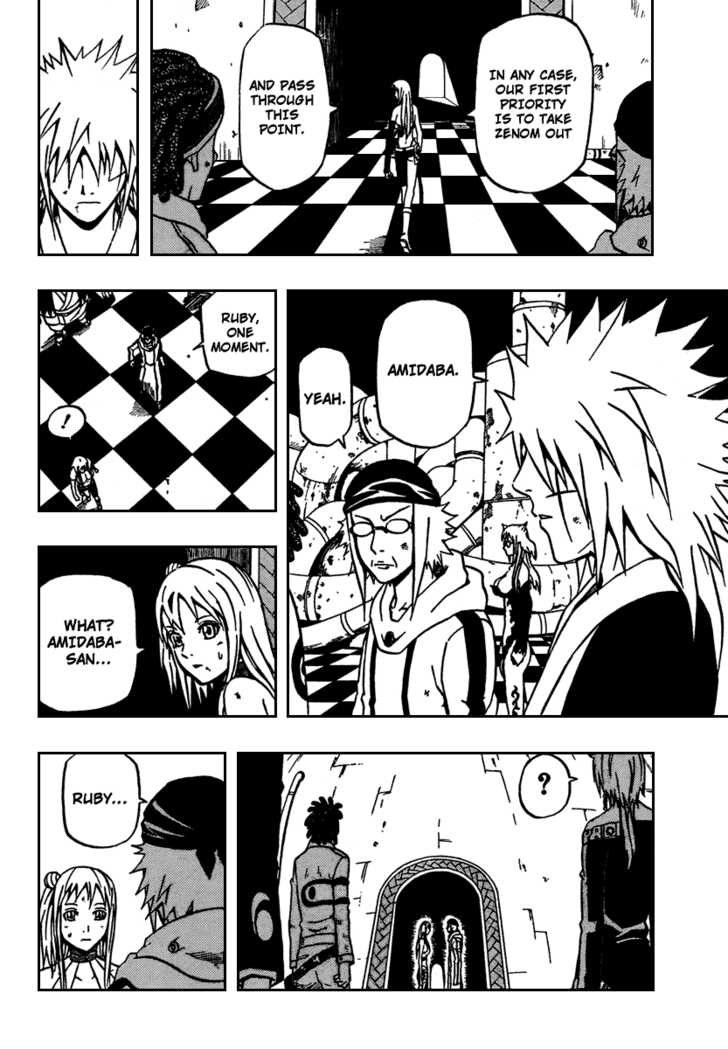 IN ANY CASE,
OUR FIRST
PRIORITY
IS TO TAKE
ZENOM OUT
AND PASS
THROUGH
THIS
POINT.
AMIDABA.
YEAH.
RUBY,
ONE
MOMENT.
!
WHAT?
AMIDABA-
SAN...
?
PRO
RUBY...